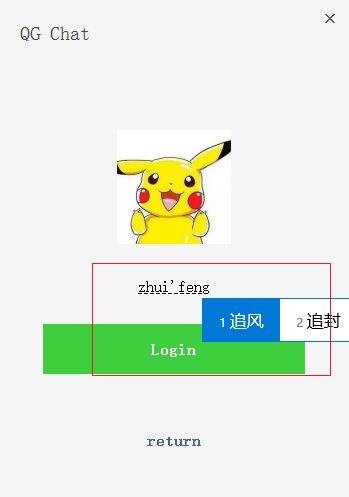 QG Chat
zhui'feng
1 追风 2 追封
Login
return